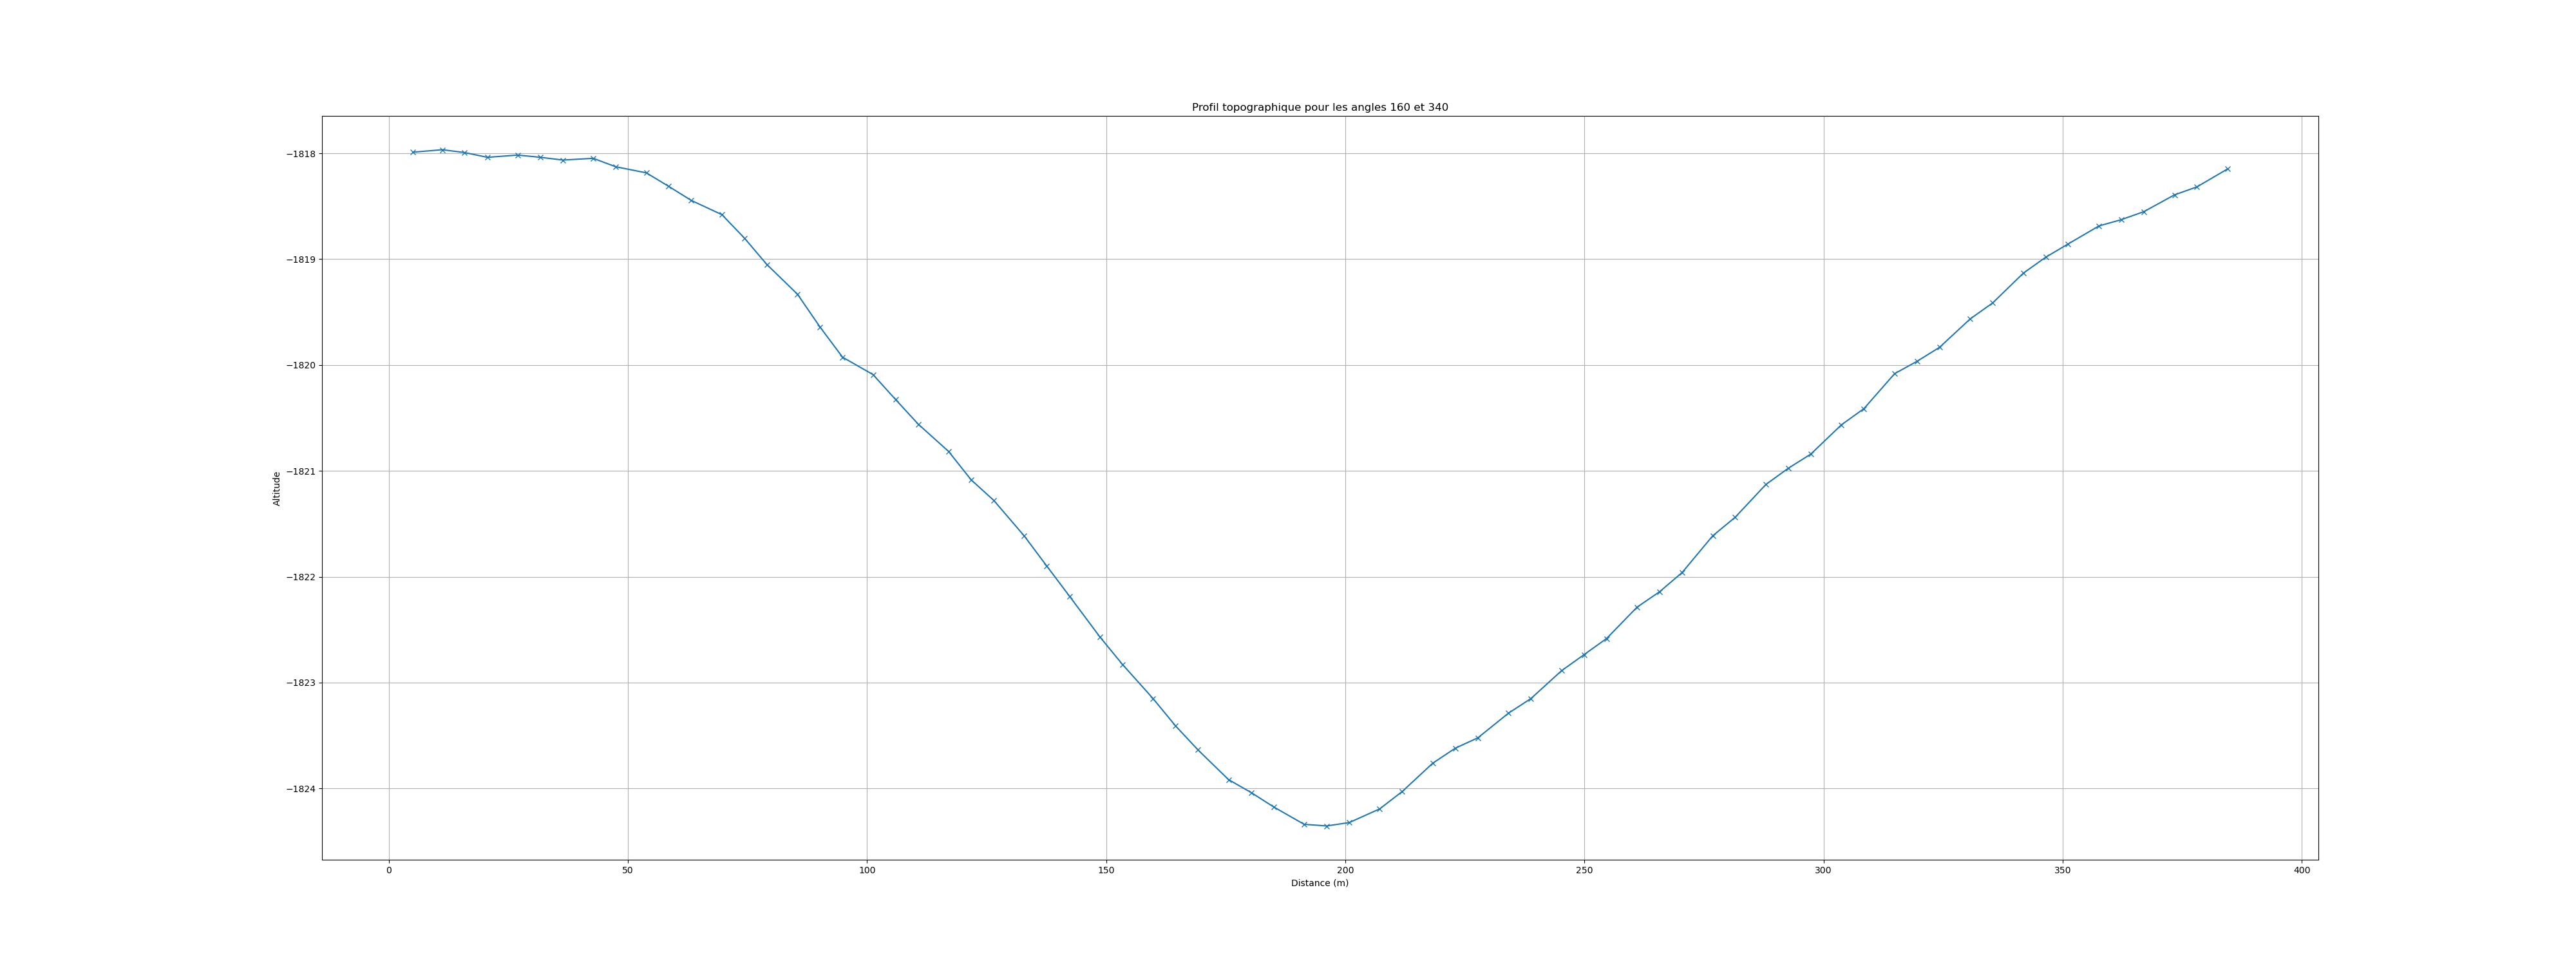 Profil topographique pour les angles 160 et 340
−1818
−1819
−1820
−1821
−1822
−1823
−1824
Altitude
0 50 100 150 200 250 300 350 400
Distance (m)